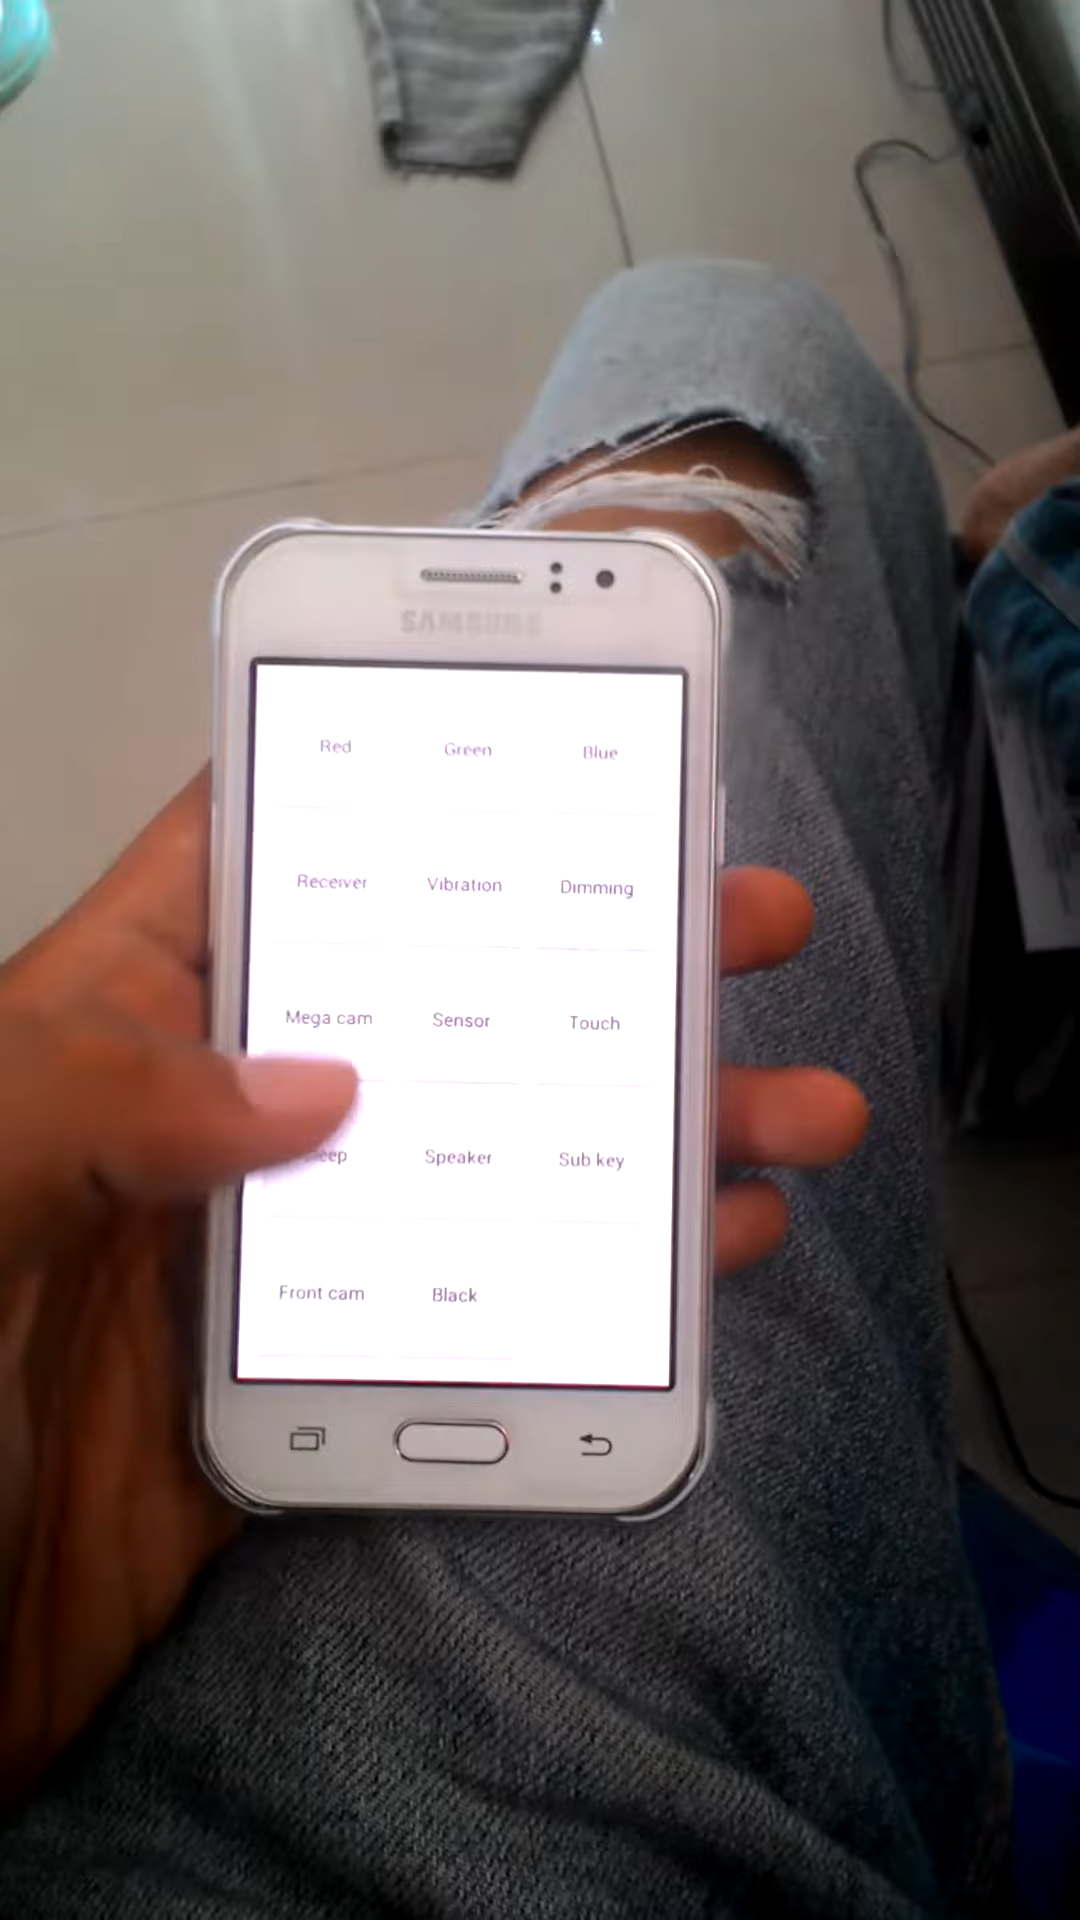 SAMSUNG
Red Green Blue
Receiver Vibration Dimming
Mega cam Sensor Touch
Speaker Sub key
Front cam Black